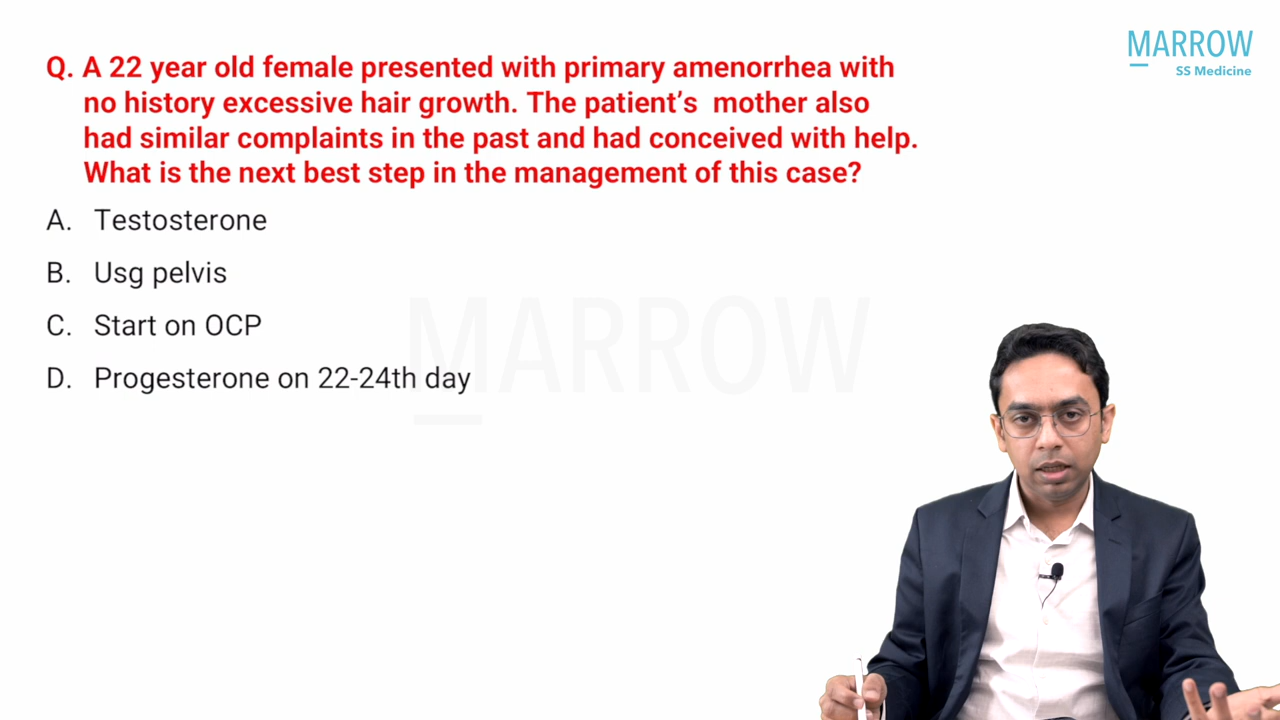 MARROW
SS Medicine
Q. A 22 year old female presented with primary amenorrhea with
no history excessive hair growth. The patient's mother also
had similar complaints in the past and had conceived with help.
What is the next best step in the management of this case?
A. Testosterone
B. Usg pelvis
C. Start on OCP
D. Progesterone on 22-24th day
MARROW